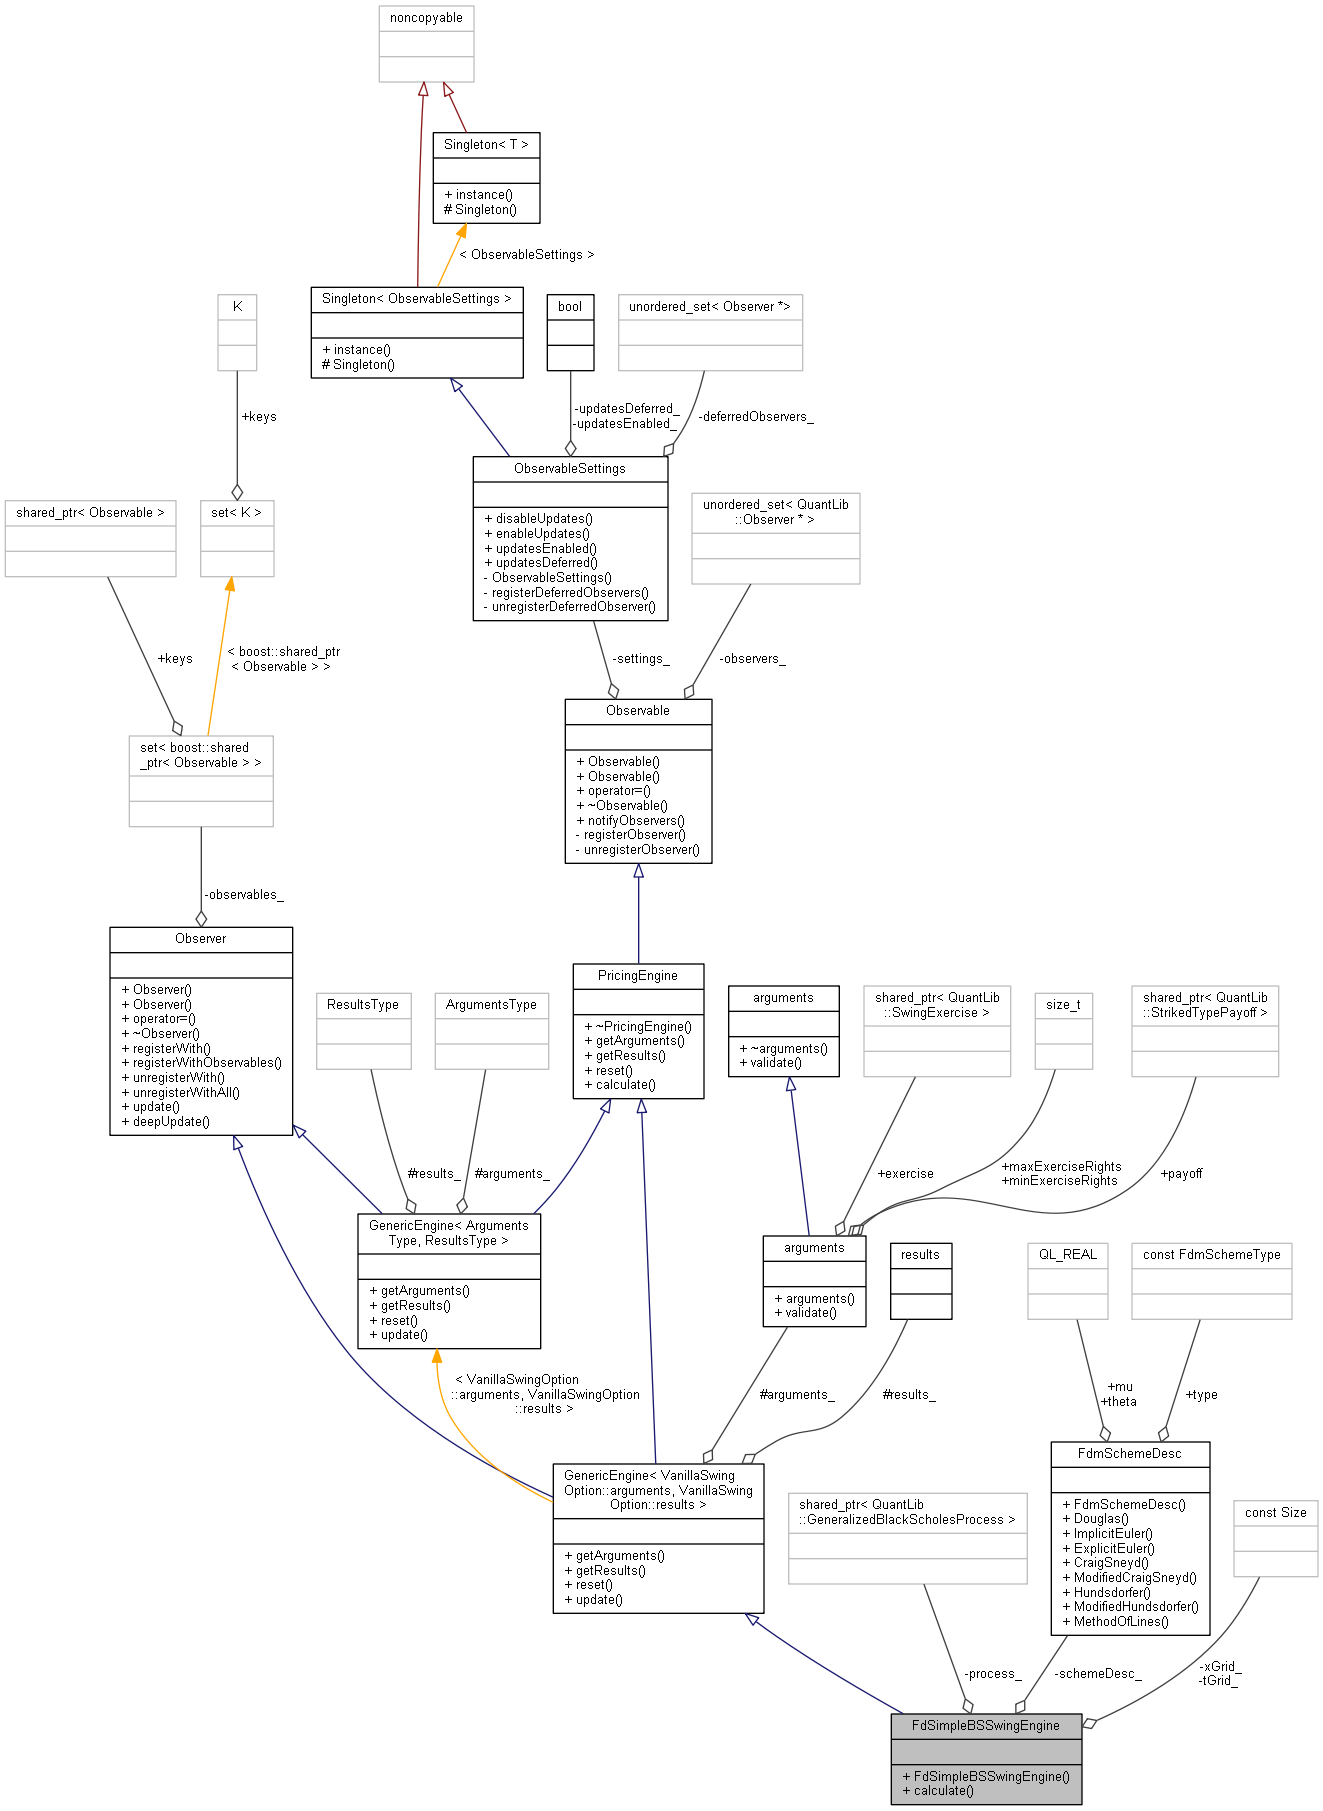 noncopyable
Singleton< T >
+ instance()
# Singleton()
< ObservableSettings >
Singleton< ObservableSettings >
+ instance()
# Singleton()
K
bool
unordered_set< Observer *>
+keys
-updatesDeferred_
-updatesEnabled_
-deferredObservers_
ObservableSettings
+ disableUpdates()
+ enableUpdates()
+ updatesEnabled()
+ updatesDeferred()
- ObservableSettings()
- registerDeferredObservers()
- unregisterDeferredObserver()
shared_ptr< Observable >
set< K >
unordered_set< QuantLib
::Observer * >
+keys
< boost::shared_ptr
< Observable > >
-settings_
-observers_
set< boost::shared
_ptr< Observable > >
Observable
+ Observable()
+ Observable()
+ operator=()
+ ~Observable()
+ notifyObservers()
- registerObserver()
- unregisterObserver()
-observables_
Observer
+ Observer()
+ Observer()
+ operator=()
+ ~Observer()
+ registerWith()
+ registerWithObservables()
+ unregisterWith()
+ unregisterWithAll()
+ update()
+ deepUpdate()
ResultsType
ArgumentsType
PricingEngine
+ ~PricingEngine()
+ getArguments()
+ getResults()
+ reset()
+ calculate()
arguments
+ ~arguments()
+ validate()
shared_ptr< QuantLib
::SwingExercise >
size_t
shared_ptr< QuantLib
::StrikedTypePayoff >
#results_
#arguments_
+exercise
+maxExerciseRights
+minExerciseRights
+payoff
GenericEngine< Arguments
Type, ResultsType >
+ getArguments()
+ getResults()
+ reset()
+ update()
arguments
+ arguments()
+ validate()
results
QL_REAL
const FdmSchemeType
< VanillaSwingOption
::arguments, VanillaSwingOption
::results >
#arguments_
#results_
+mu
+theta
+type
GenericEngine< VanillaSwing
Option::arguments, VanillaSwing
Option::results >
+ getArguments()
+ getResults()
+ reset()
+ update()
shared_ptr< QuantLib
::GeneralizedBlackScholesProcess >
FdmSchemeDesc
+ FdmSchemeDesc()
+ Douglas()
+ ImplicitEuler()
+ ExplicitEuler()
+ CraigSneyd()
+ ModifiedCraigSneyd()
+ Hundsdorfer()
+ ModifiedHundsdorfer()
+ MethodOfLines()
const Size
-process_
-schemeDesc_
-xGrid_
-tGrid_
FdSimpleBSSwingEngine
+ FdSimpleBSSwingEngine()
+ calculate()